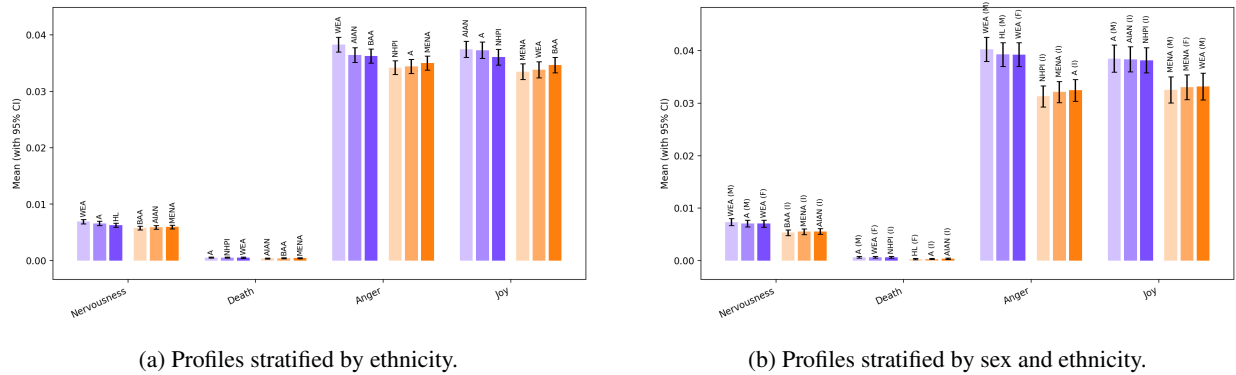 0.04
0.03
0.02
0.01
0.00
Mean (with 95% CI)
WEA
A
HL
BAA
AIAN
MENA
A
NHPI
WEA
AIAN
BAA
MENA
WEA
AIAN
BAA
NHPI
A
MENA
AIAN
A
NHPI
MENA
WEA
BAA
Nervousness
Death
Anger
Joy
(a) Profiles stratified by ethnicity.
0.04
0.03
0.02
0.01
0.00
Mean (with 95% CI)
WEA (M)
A (M)
WEA (F)
BAA (I)
MENA (I)
AIAN (I)
A (M)
WEA (F)
NHPI (I)
HL (F)
A (I)
AIAN (I)
WEA (M)
HL (M)
WEA (F)
NHPI (I)
MENA (I)
A (I)
A (M)
AIAN (I)
NHPI (I)
MENA (M)
MENA (F)
WEA (M)
Nervousness
Death
Anger
Joy
(b) Profiles stratified by sex and ethnicity.